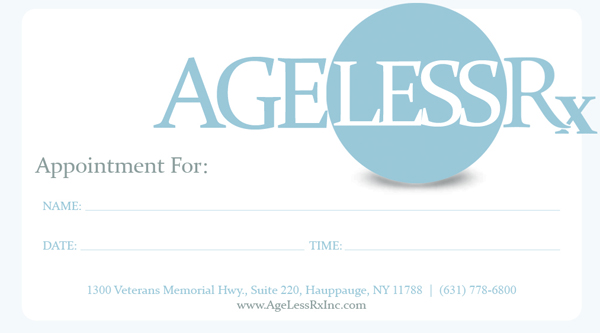 AGELESSRx
Appointment For:
NAME:
DATE: TIME:
1300 Veterans Memorial Hwy., Suite 220, Hauppauge, NY 11788 | (631) 778-6800
www.AgeLessRxInc.com